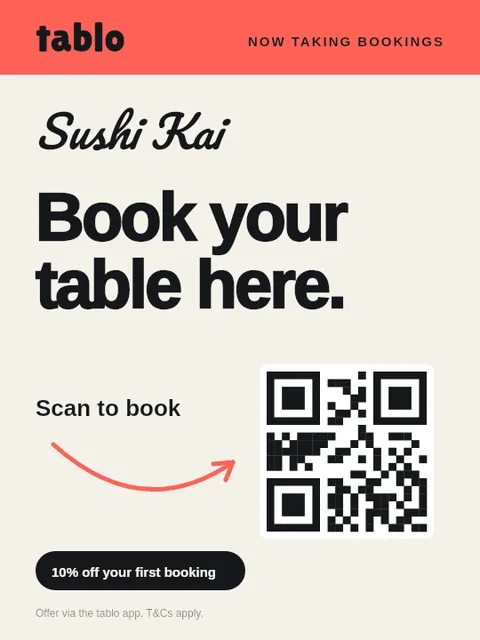 tablo
NOW TAKING BOOKINGS
Sushi Kai
Book your
table here.
Scan to book
10% off your first booking
Offer via the tablo app. T&Cs apply.